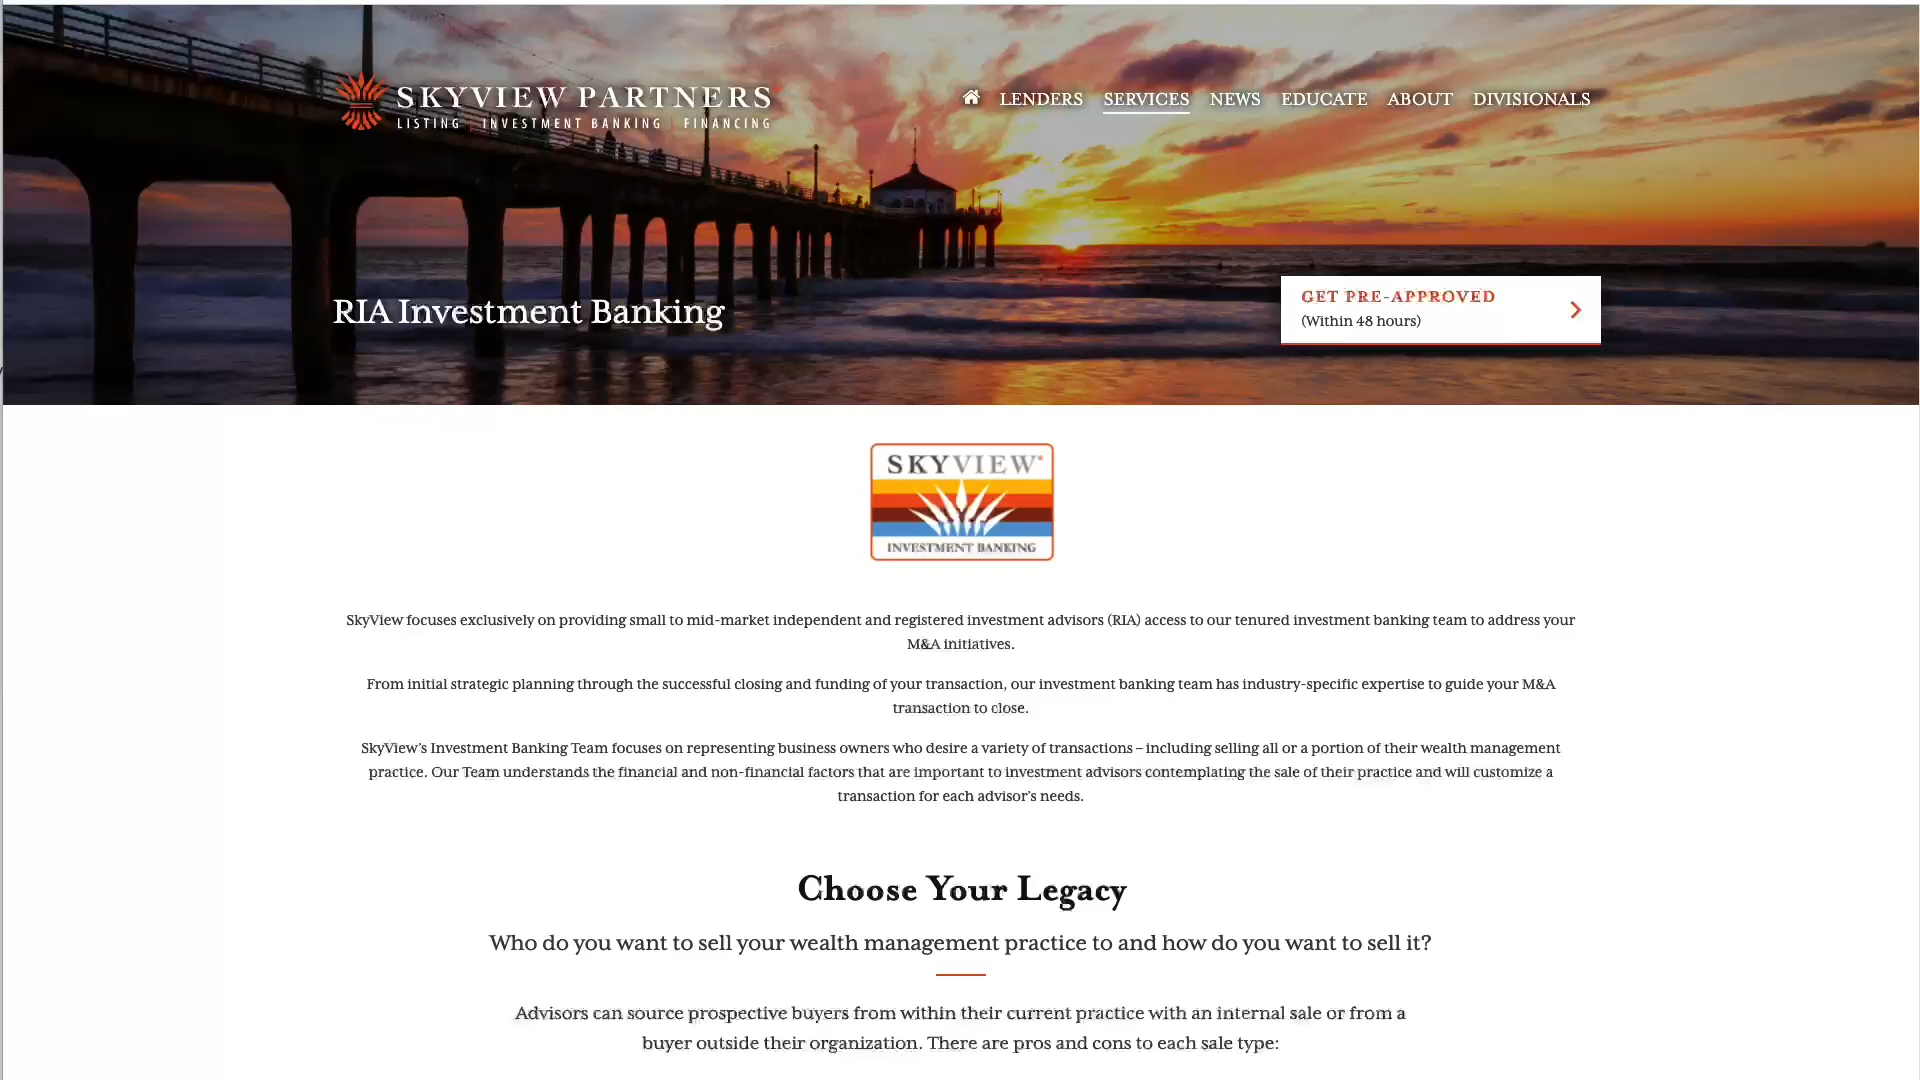 SKYVIEW PARTNERS
LISTING | INVESTMENT BANKING | FINANCING
LENDERS SERVICES NEWS EDUCATE ABOUT DIVISIONALS
RIA Investment Banking
GET PRE-APPROVED
(Within 48 hours)
SKYVIEW
INVESTMENT BANKING
SkyView focuses exclusively on providing small to mid-market independent and registered investment advisors (RIA) access to our tenured investment banking team to address your
M&A initiatives.
From initial strategic planning through the successful closing and funding of your transaction, our investment banking team has industry-specific expertise to guide your M&A
transaction to close.
SkyView’s Investment Banking Team focuses on representing business owners who desire a variety of transactions – including selling all or a portion of their wealth management
practice. Our Team understands the financial and non-financial factors that are important to investment advisors contemplating the sale of their practice and will customize a
transaction for each advisor’s needs.
Choose Your Legacy
Who do you want to sell your wealth management practice to and how do you want to sell it?
Advisors can source prospective buyers from within their current practice with an internal sale or from a
buyer outside their organization. There are pros and cons to each sale type: